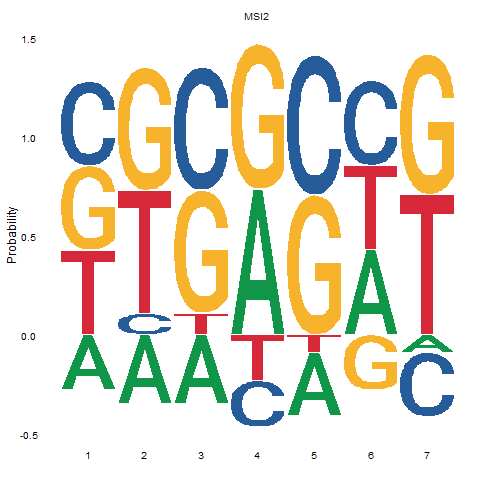 MSI2
1.5
1.0
0.5
0.0
-0.5
Probability
C G C G C C G
G T G A G T T
T C T T T A A
A A A C A G C
1 2 3 4 5 6 7